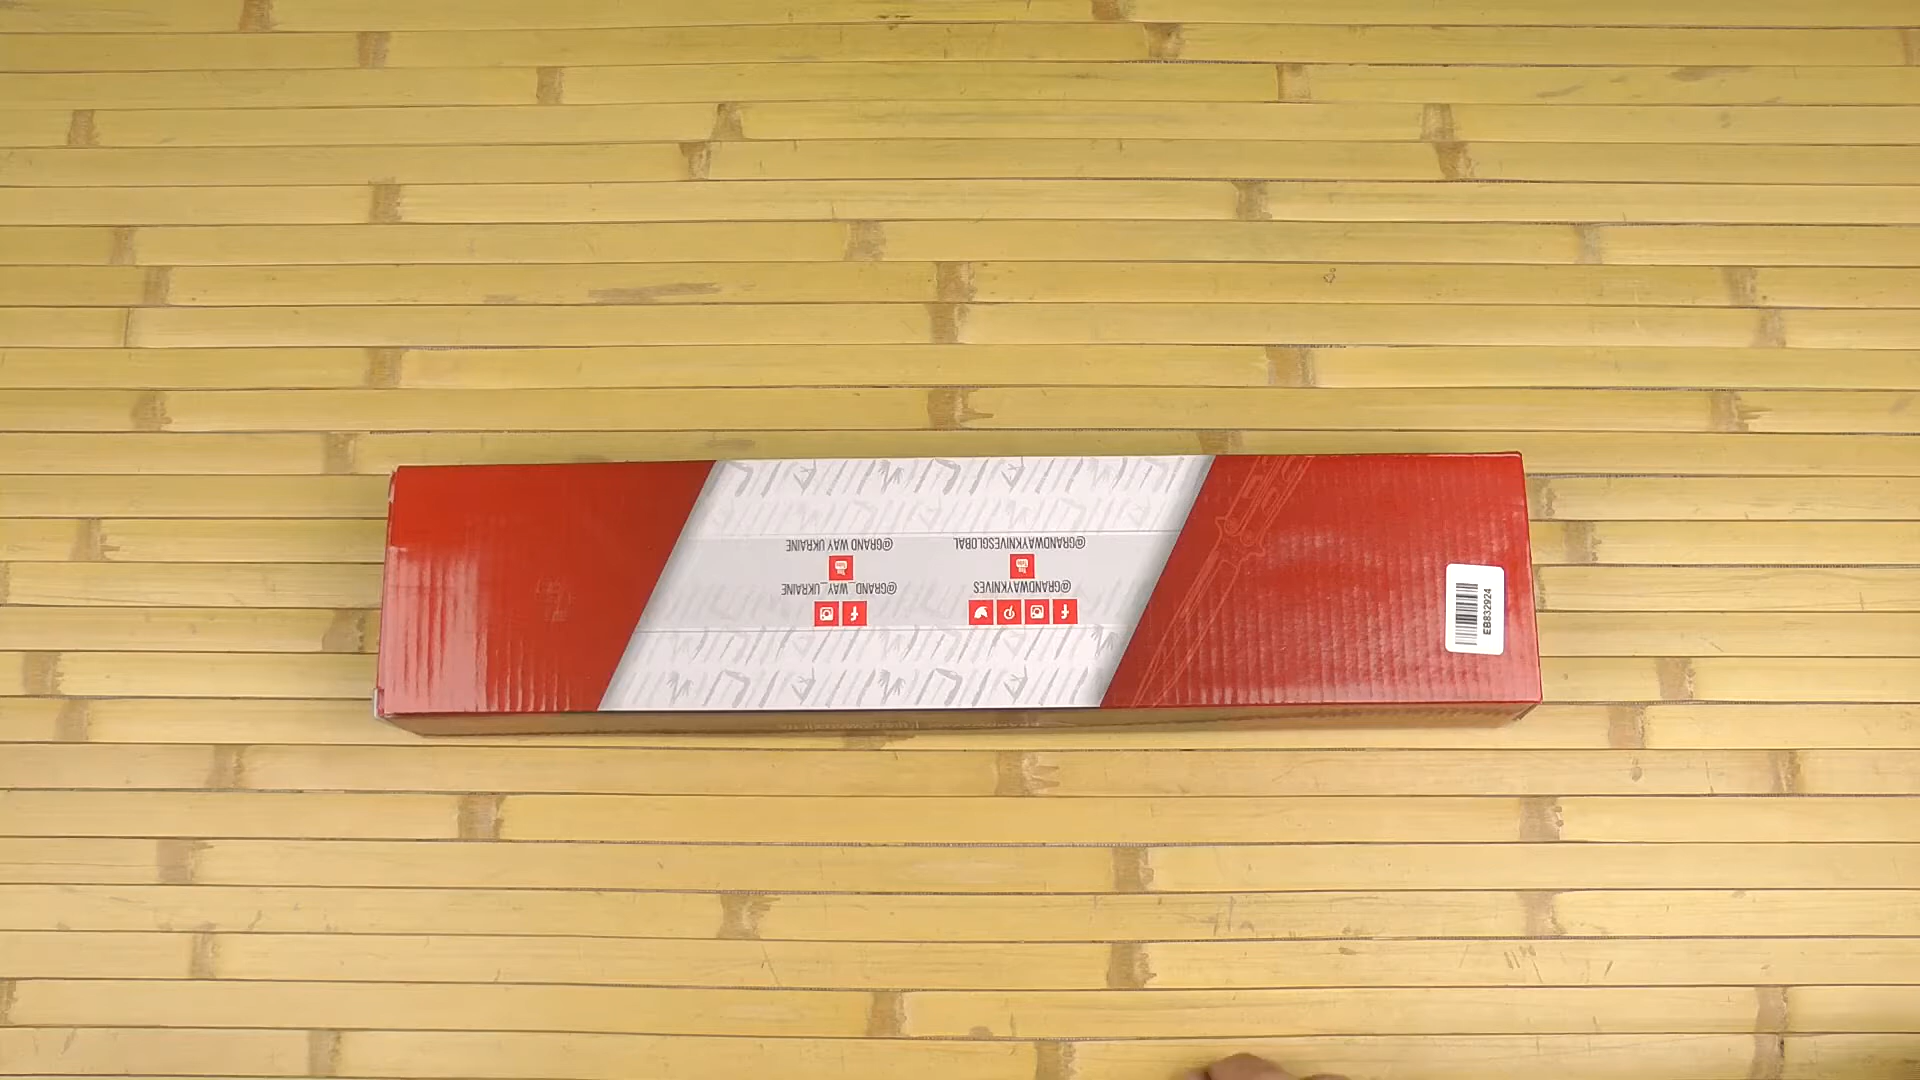 @GRANDWAYKNIVES
@GRAND_WAY_UKRAINE
@GRANDWAYKNIVESGLOBAL
@GRAND WAY UKRAINE
EB832924